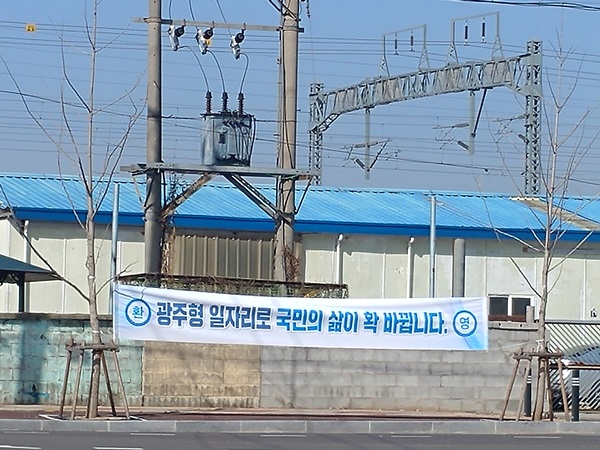 환 광주형 일자리로 국민의 삶이 확 바뀝니다. 영